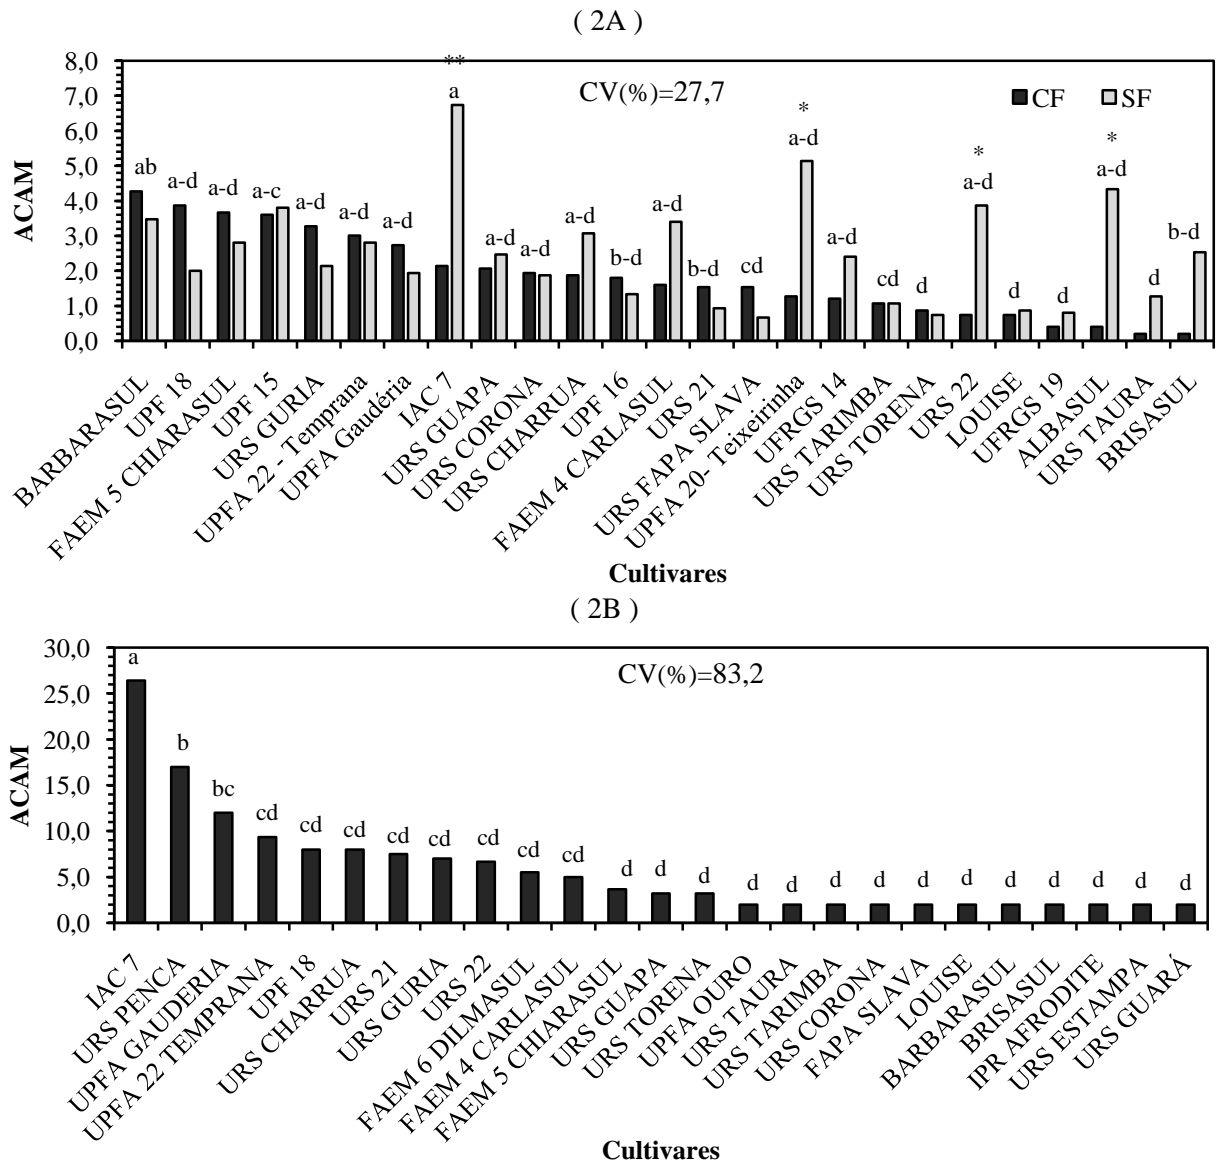 ( 2A )
**
8,0
CV(%)=27,7
CF
SF
7,0
a
*
6,0
a-d
*
*
5,0
ab
a-d
a-d
a-c
a-d
a-d
a-d
a-d
a-d
a-d
a-d
4,0
a-d
a-d
a-d
b-d
3,0
b-d
b-d
cd
cd
d
d
d
d
2,0
1,0
0,0
ACAM
BARBARASUL
UPF 18
FAEM 5 CHIARASUL
UPF 15
URS GURIA
UPFA 22 - Temprana
UPFA Gaudéria
IAC 7
URS GUAPA
URS CORONA
URS CHARRUA
UPF 16
FAEM 4 CARLASUL
URS 21
URS FAPA SLAVA
UPFA 20- Teixeirinha
UFRGS 14
URS TARIMBA
URS TORENA
URS 22
LOUISE
UFRGS 19
ALBASUL
URS TAURA
BRISASUL
Cultivares
( 2B )
30,0
a
CV(%)=83,2
25,0
20,0
b
15,0
bc
cd
cd
cd
cd
cd
cd
cd
cd
10,0
d
d
d
d
d
d
d
d
d
d
d
d
d
d
5,0
0,0
ACAM
IAC 7
URS PENCA
UPFA GAUDERIA
UPFA 22 TEMPRANA
UPF 18
URS CHARRUA
URS 21
URS GURIA
URS 22
FAEM 6 DILMASUL
FAEM 4 CARLASUL
FAEM 5 CHIARASUL
URS GUAPA
URS TORENA
UPFA OURO
URS TAURA
URS TARIMBA
URS CORONA
FAPA SLAVA
LOUISE
BARBARASUL
BRISASUL
IPR AFRODITE
URS ESTAMPA
URS GUARÁ
Cultivares